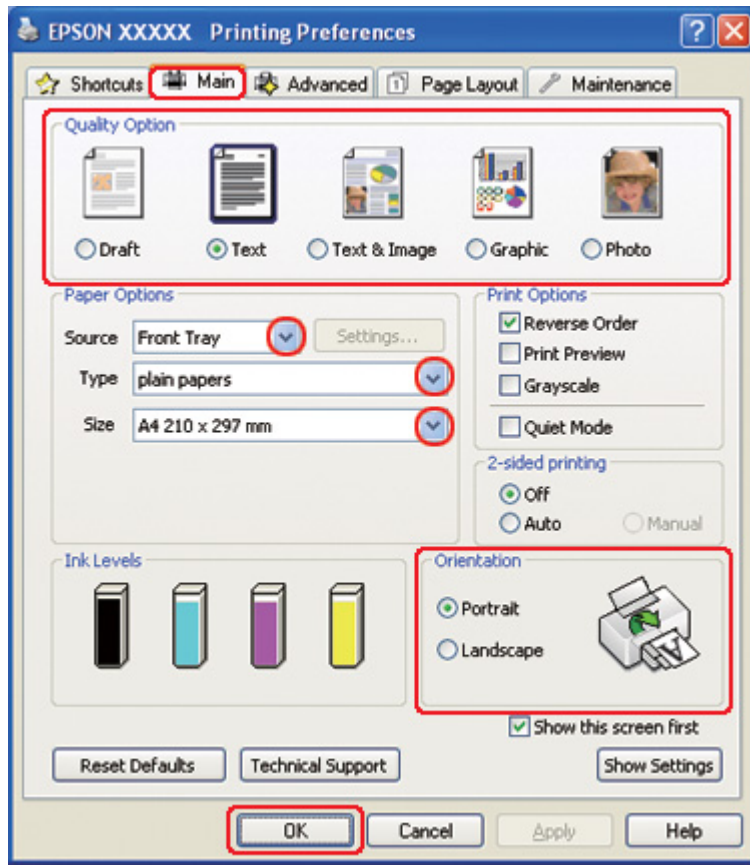 EPSON XXXXX Printing Preferences
Shortcuts Main Advanced 1 Page Layout Maintenance
Quality Option
Draft Text Text & Image Graphic Photo
Paper Options
Source Front Tray Settings...
Type plain papers
Size A4 210 x 297 mm
Print Options
Reverse Order
Print Preview
Grayscale
Quiet Mode
2-sided printing
Off
Auto Manual
Ink Levels
Orientation
Portrait
Landscape
A
Show this screen first
Reset Defaults Technical Support Show Settings
OK Cancel Apply Help